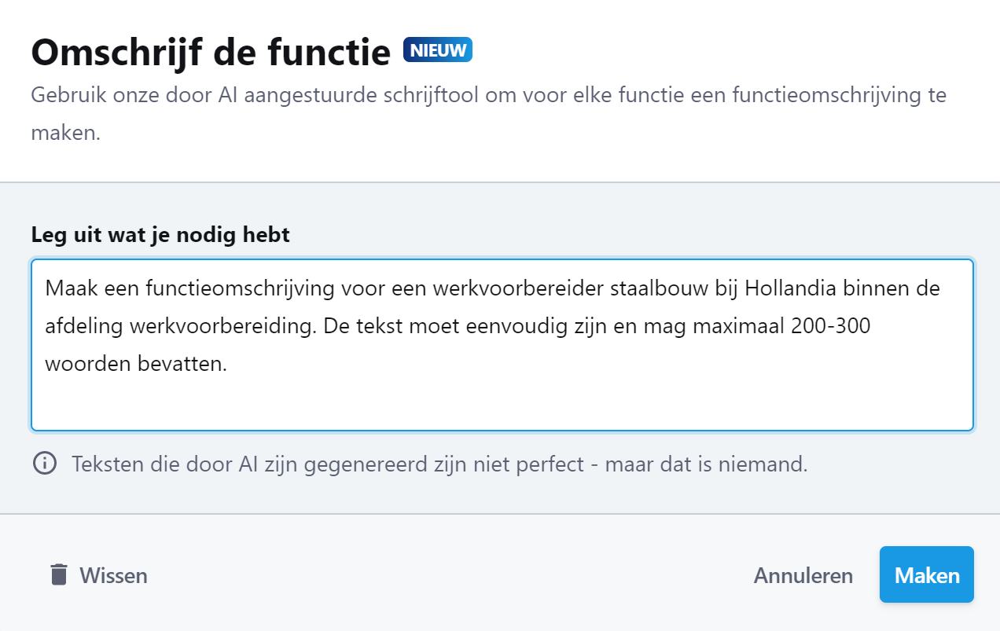 Omschrijf de functie NIEUW
Gebruik onze door AI aangestuurde schrijftool om voor elke functie een functieomschrijving te
maken.
Leg uit wat je nodig hebt
Maak een functieomschrijving voor een werkvoorbereider staalbouw bij Hollandia binnen de
afdeling werkvoorbereiding. De tekst moet eenvoudig zijn en mag maximaal 200-300
woorden bevatten.
Teksten die door AI zijn gegenereerd zijn niet perfect - maar dat is niemand.
Wissen Annuleren Maken